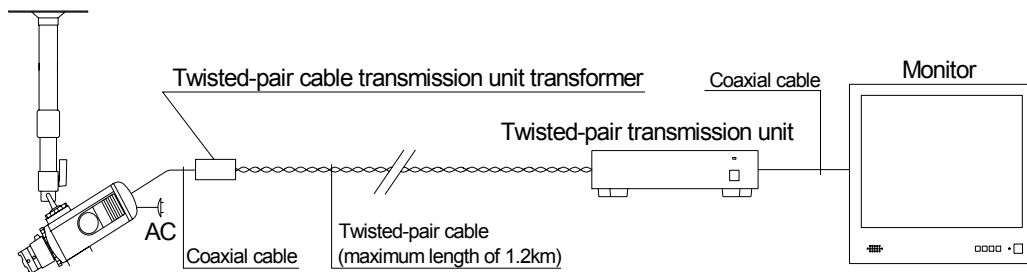 Twisted-pair cable transmission unit transformer
Coaxial cable
Monitor
Twisted-pair transmission unit
AC
Coaxial cable
Twisted-pair cable
(maximum length of 1.2km)